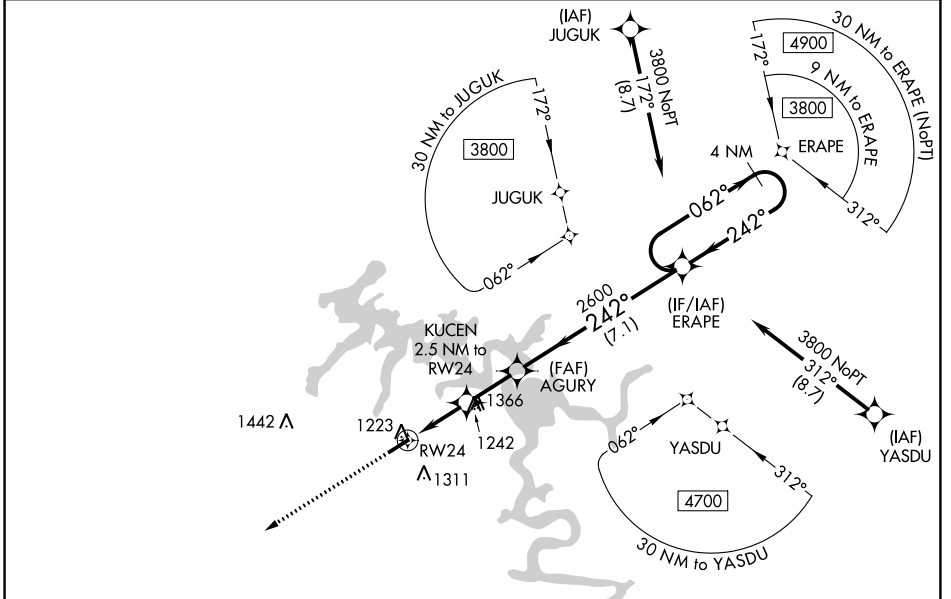 (IAF)
JUGUK
3800 NoPT
172°
(8.7)
30 NM to ERAPE (NoPT)
4900
172°
9 NM to ERAPE
3800
ERAPE
312°
30 NM to JUGUK
172°
3800
JUGUK
062°
4 NM
062°
242°
(IF/IAF)
ERAPE
2600
242°
(7.1)
KUCEN
2.5 NM to
RW24
(FAF)
AGURY
3800 NoPT
312°
(8.7)
(IAF)
YASDU
1366
1442
1223
1242
RW24
1311
062°
YASDU
312°
4700
30 NM to YASDU